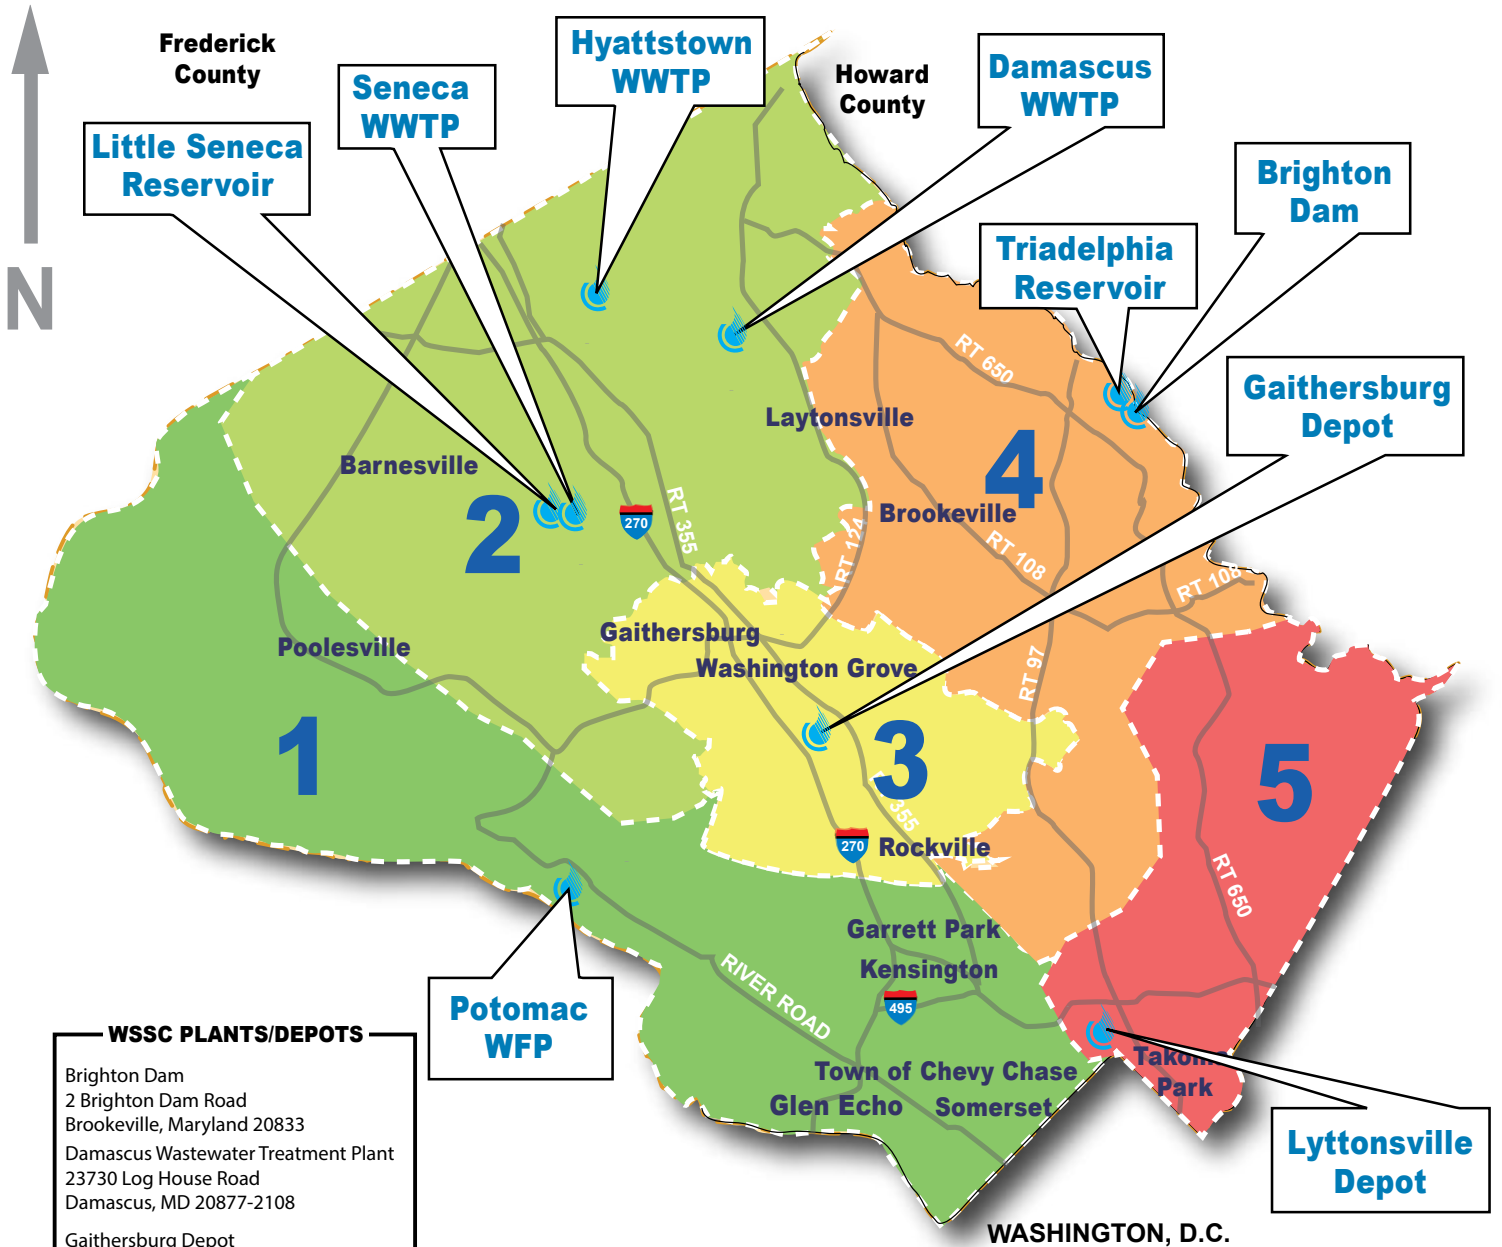 Frederick
County
Hyattstown
WWTP
Howard
County
Damascus
WWTP
Seneca
WWTP
Little Seneca
Reservoir
Brighton
Dam
Triadelphia
Reservoir
N
Gaithersburg
Depot
RT 650
Laytonsville
Barnesville
4
2
270
RT 355
Brookeville
RT 124
RT 108
RT 108
Gaithersburg
Poolesville
Washington Grove
RT 97
1
3
5
355
270
Rockville
RT 650
Garrett Park
Kensington
RIVER ROAD
495
Potomac
WFP
Town of Chevy Chase
Glen Echo
Somerset
Takoma
Park
Lyttonsville
Depot
WASHINGTON, D.C.
WSSC PLANTS/DEPOTS
Brighton Dam
2 Brighton Dam Road
Brookeville, Maryland 20833
Damascus Wastewater Treatment Plant
23730 Log House Road
Damascus, MD 20877-2108
Gaithersburg Depot